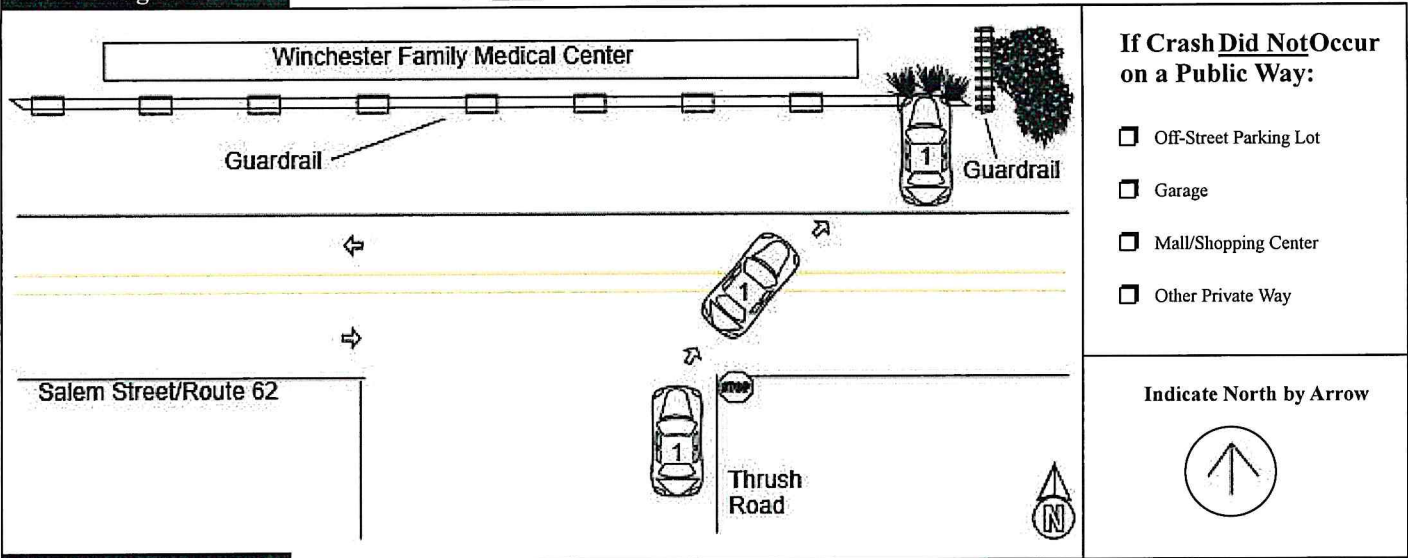 Winchester Family Medical Center
Guardrail
Guardrail
1
1
STOP
Salem Street/Route 62
1
Thrush
Road
N
If Crash Did Not Occur
on a Public Way:
Off-Street Parking Lot
Garage
Mall/Shopping Center
Other Private Way
Indicate North by Arrow